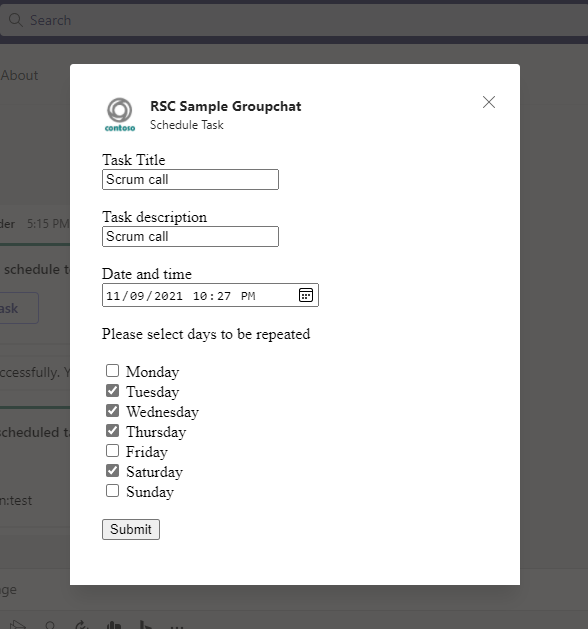 Search
About
RSC Sample Groupchat
Schedule Task
contoso
Task Title
Scrum call
Task description
Scrum call
Date and time
11/09/2021 10:27 PM
Please select days to be repeated
Monday
Tuesday
Wednesday
Thursday
Friday
Saturday
Sunday
Submit
der 5:15 PM
schedule t
ask
ccessfully. Y
scheduled ta
n:test
ge